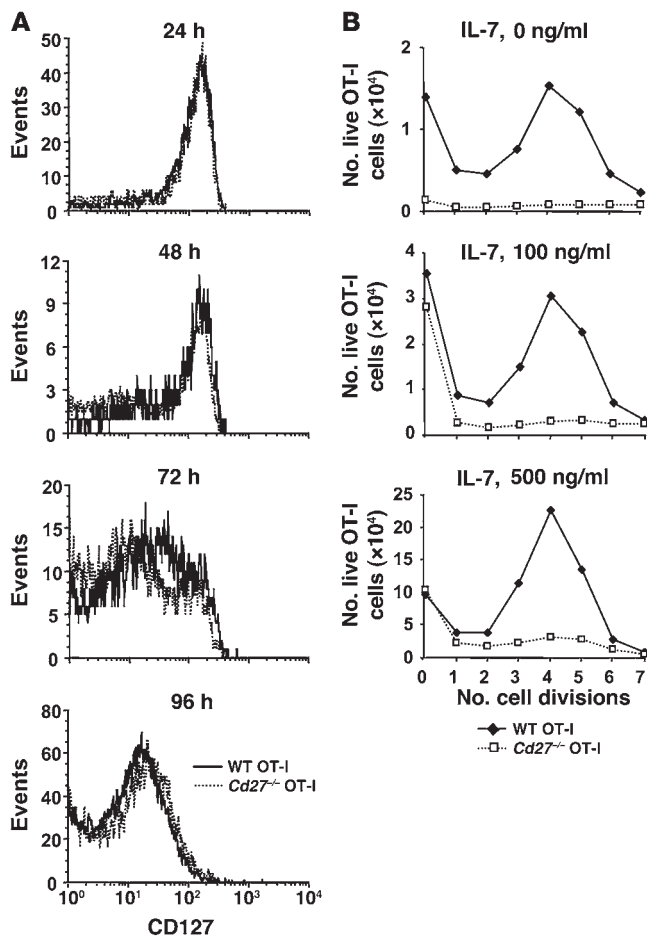 A
24 h
Events
50
40
30
20
10
0
48 h
Events
12
9
6
3
0
72 h
Events
20
15
10
5
0
96 h
Events
80
60
40
20
0
WT OT-I
Cd27⁻/⁻ OT-I
10⁰ 10¹ 10² 10³ 10⁴
CD127
B
IL-7, 0 ng/ml
No. live OT-I
cells (×10⁴)
2
1
0
IL-7, 100 ng/ml
No. live OT-I
cells (×10⁴)
4
3
2
1
0
IL-7, 500 ng/ml
No. live OT-I
cells (×10⁴)
25
20
15
10
5
0
0 1 2 3 4 5 6 7
No. cell divisions
WT OT-I
Cd27⁻/⁻ OT-I